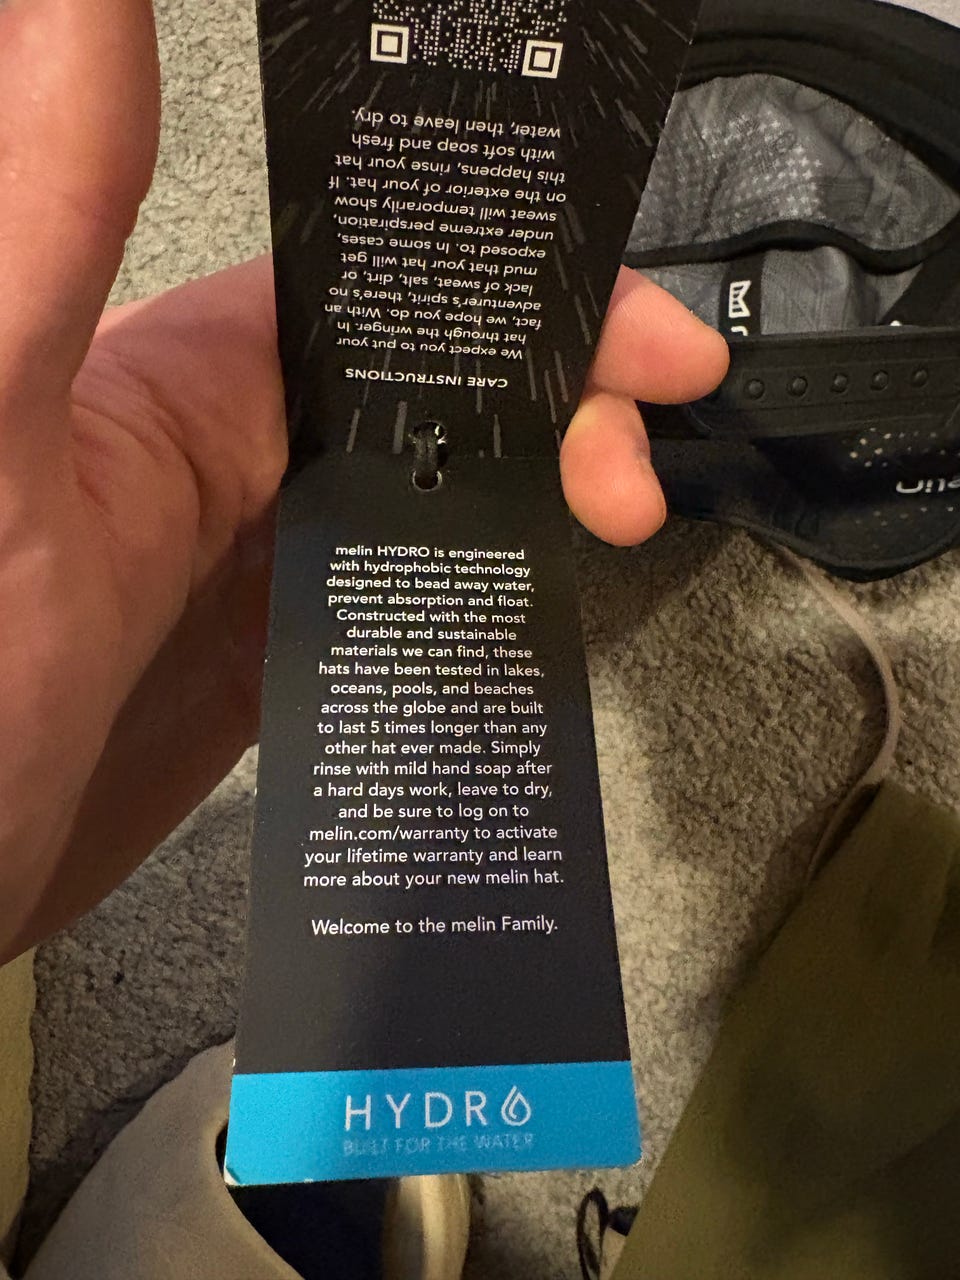 CARE INSTRUCTIONS
We expect you to put your
hat through the wringer. In
fact, we hope you do. With an
adventurer's spirit, there's no
lack of sweat, salt, dirt, or
mud that your hat will get
exposed to. In some cases,
under extreme perspiration,
sweat will temporarily show
on the exterior of your hat. If
this happens, rinse your hat
with soft soap and fresh
water, then leave to dry.
melin HYDRO is engineered
with hydrophobic technology
designed to bead away water,
prevent absorption and float.
Constructed with the most
durable and sustainable
materials we can find, these
hats have been tested in lakes,
oceans, pools, and beaches
across the globe and are built
to last 5 times longer than any
other hat ever made. Simply
rinse with mild hand soap after
a hard days work, leave to dry,
and be sure to log on to
melin.com/warranty to activate
your lifetime warranty and learn
more about your new melin hat.
Welcome to the melin Family.
HYDRO
BUILT FOR THE WATER